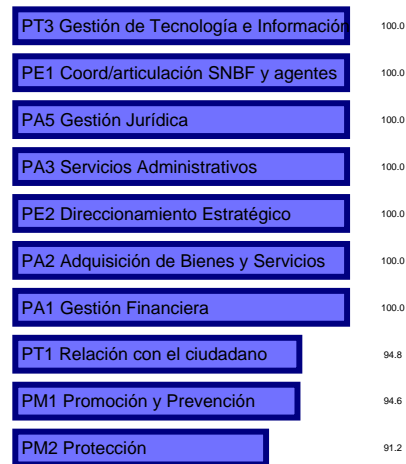 PT3 Gestión de Tecnología e Información 100.0
PE1 Coord/articulación SNBF y agentes 100.0
PA5 Gestión Jurídica 100.0
PA3 Servicios Administrativos 100.0
PE2 Direccionamiento Estratégico 100.0
PA2 Adquisición de Bienes y Servicios 100.0
PA1 Gestión Financiera 100.0
PT1 Relación con el ciudadano 94.8
PM1 Promoción y Prevención 94.6
PM2 Protección 91.2